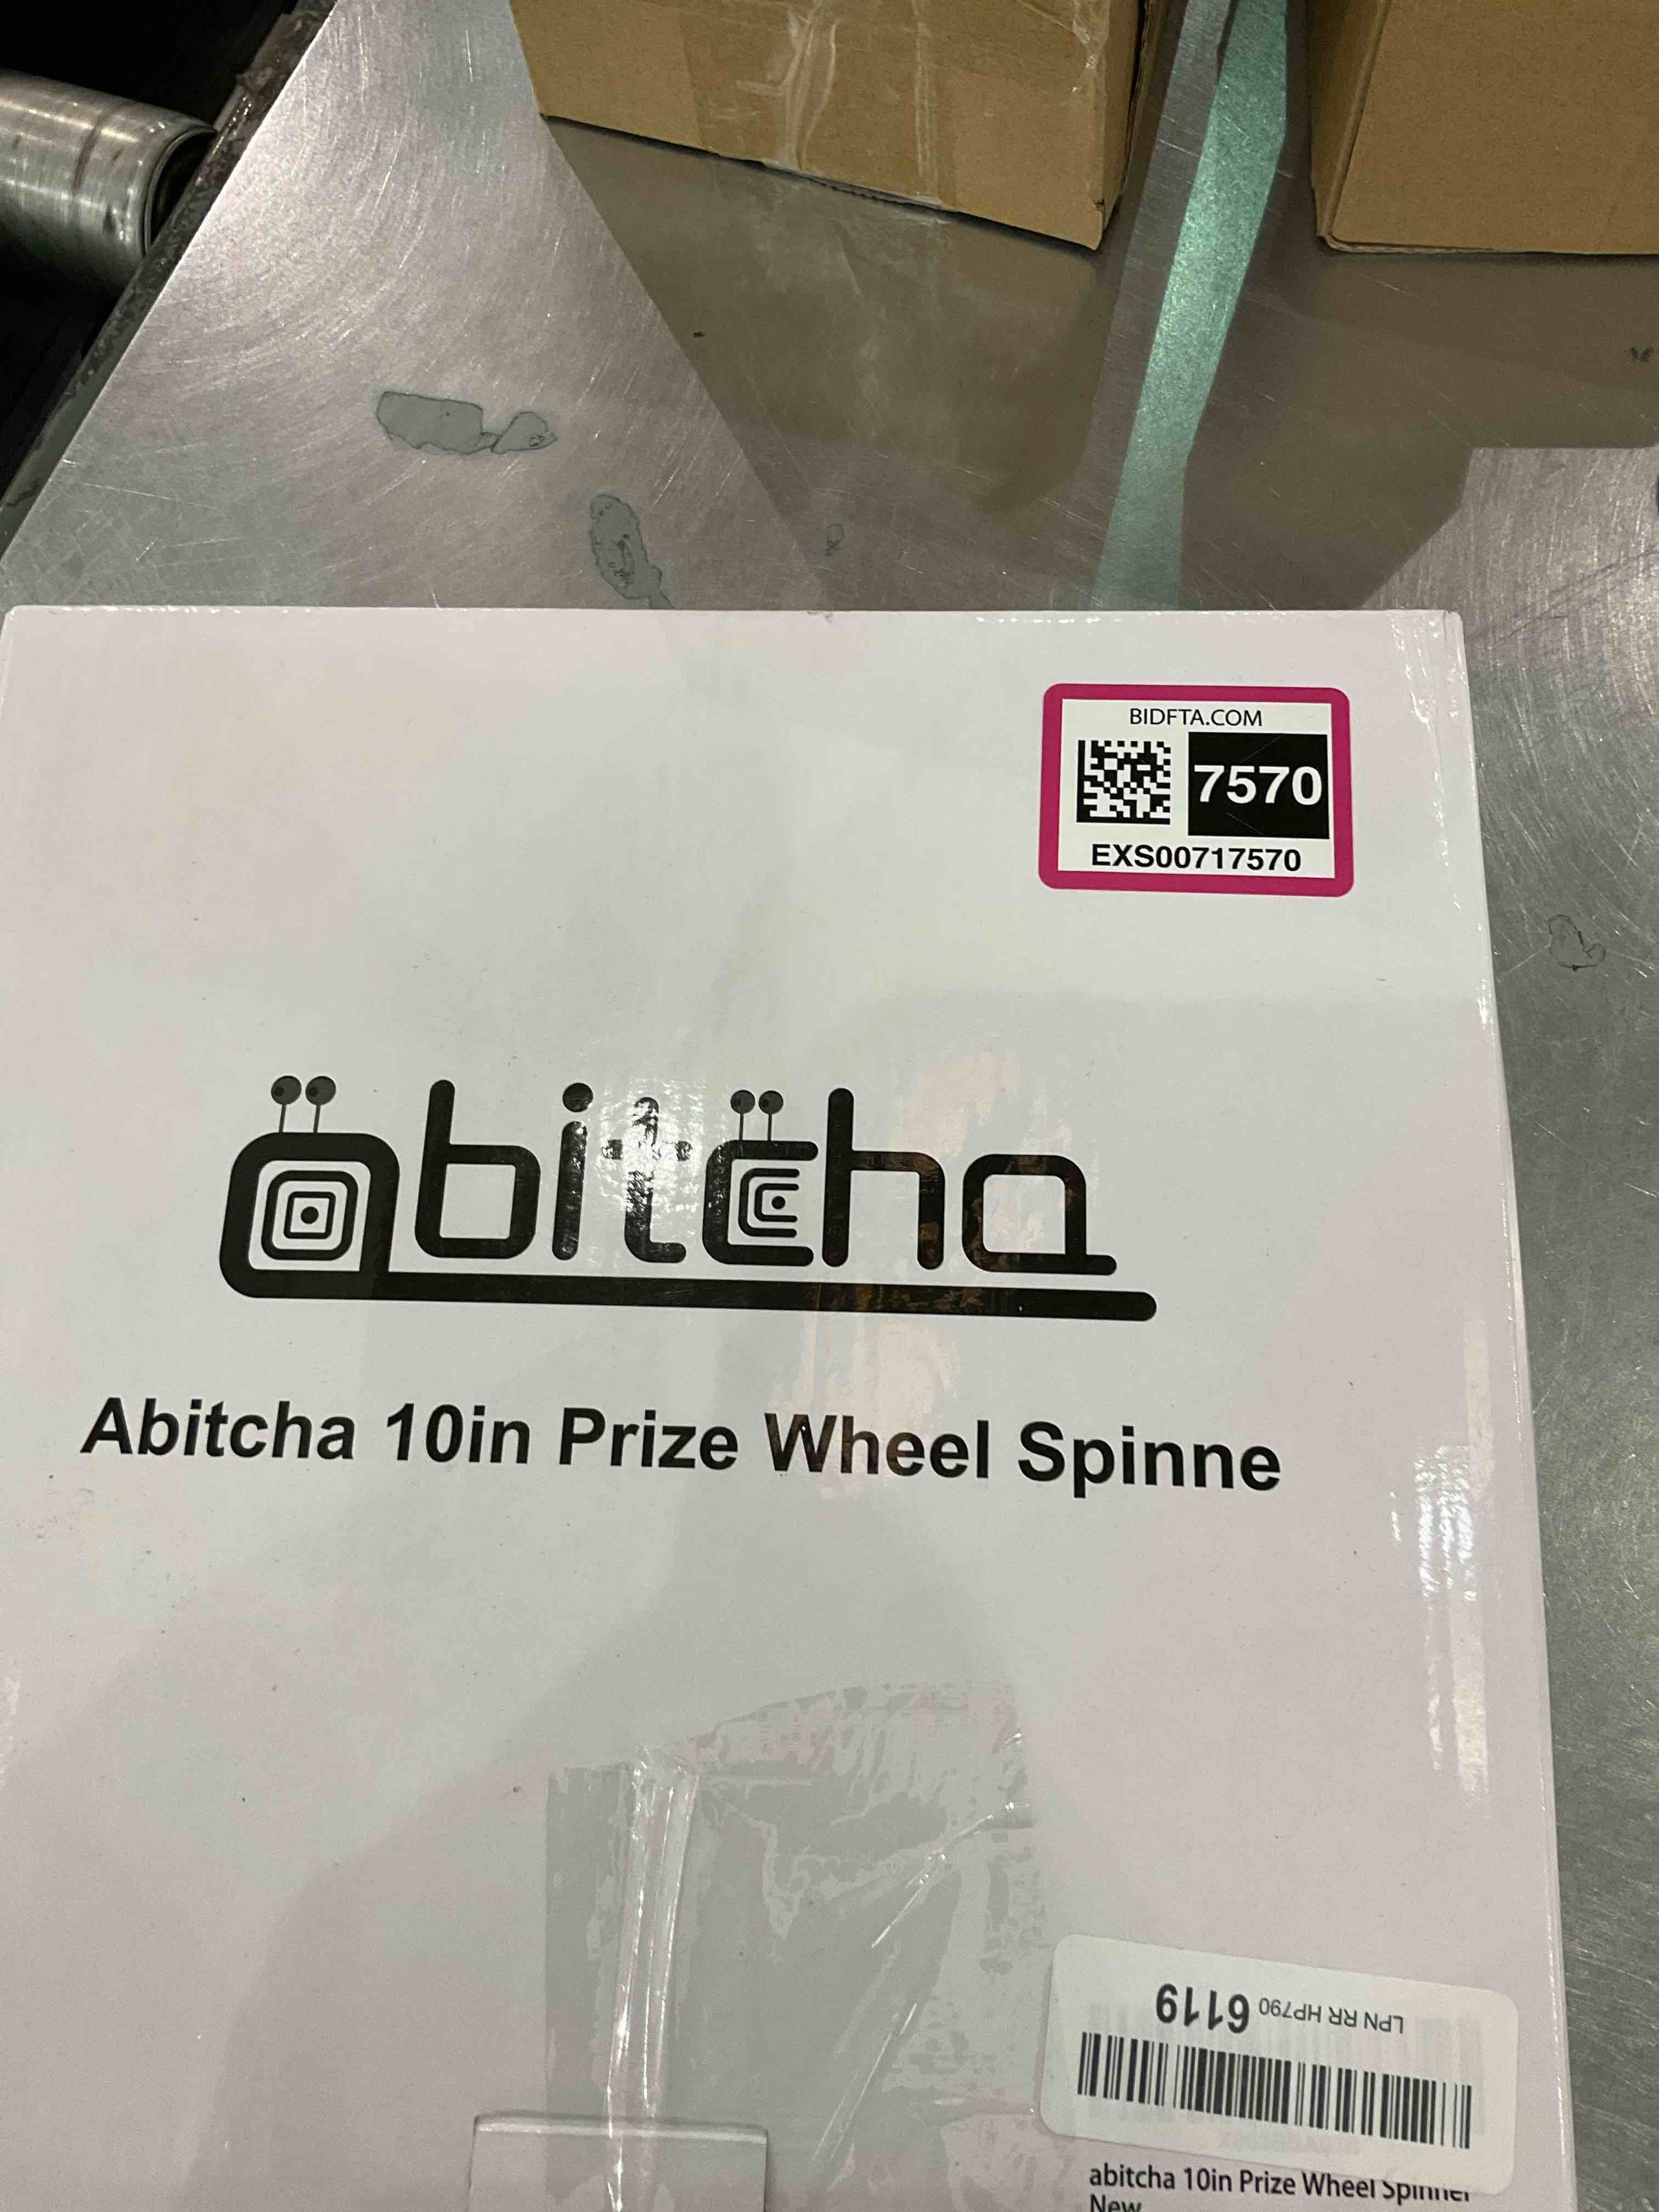 BIDFTA.COM
7570
EXS00717570
abitcha
Abitcha 10in Prize Wheel Spinne
LPN RR HP790 6119
abitcha 10in Prize Wheel Spinner
New